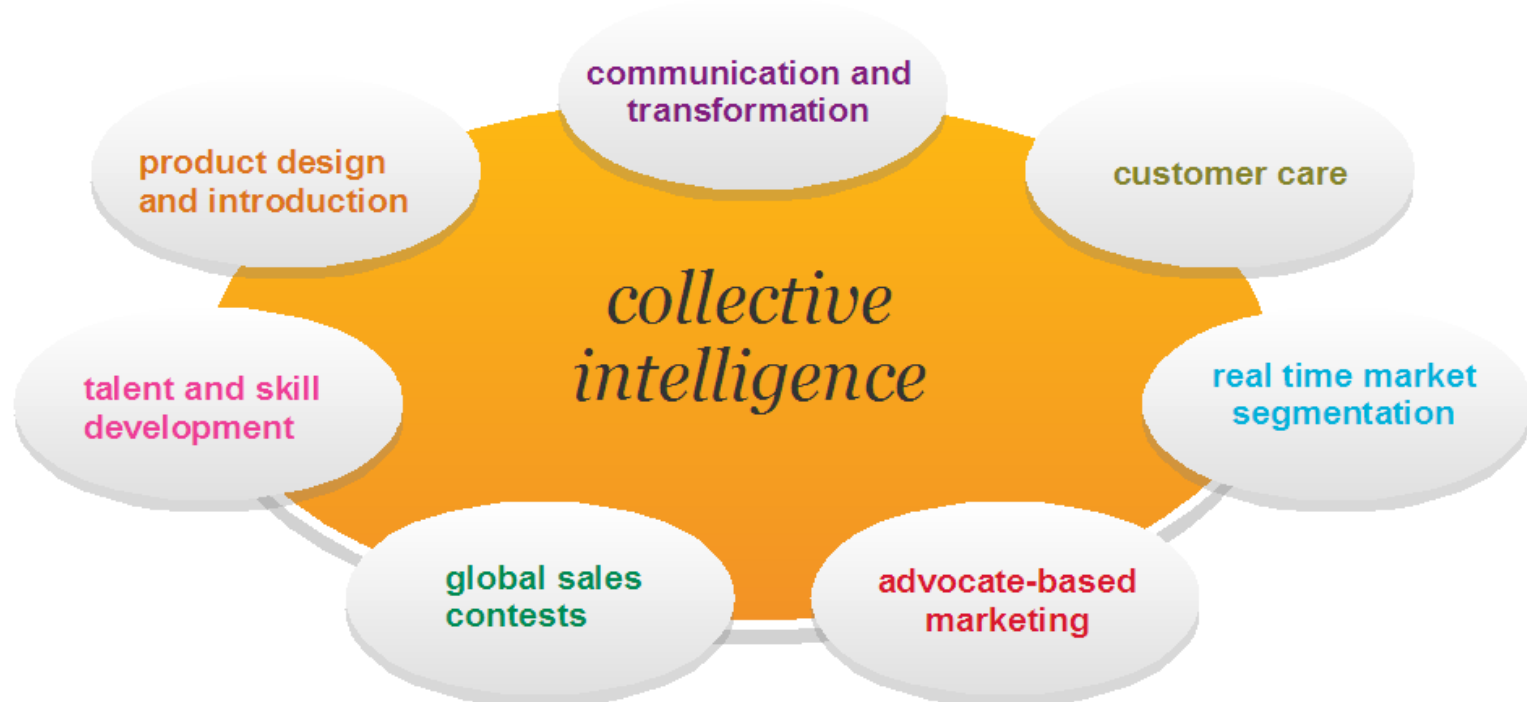 communication and
transformation
product design
and introduction
customer care
collective
intelligence
talent and skill
development
real time market
segmentation
global sales
contests
advocate-based
marketing